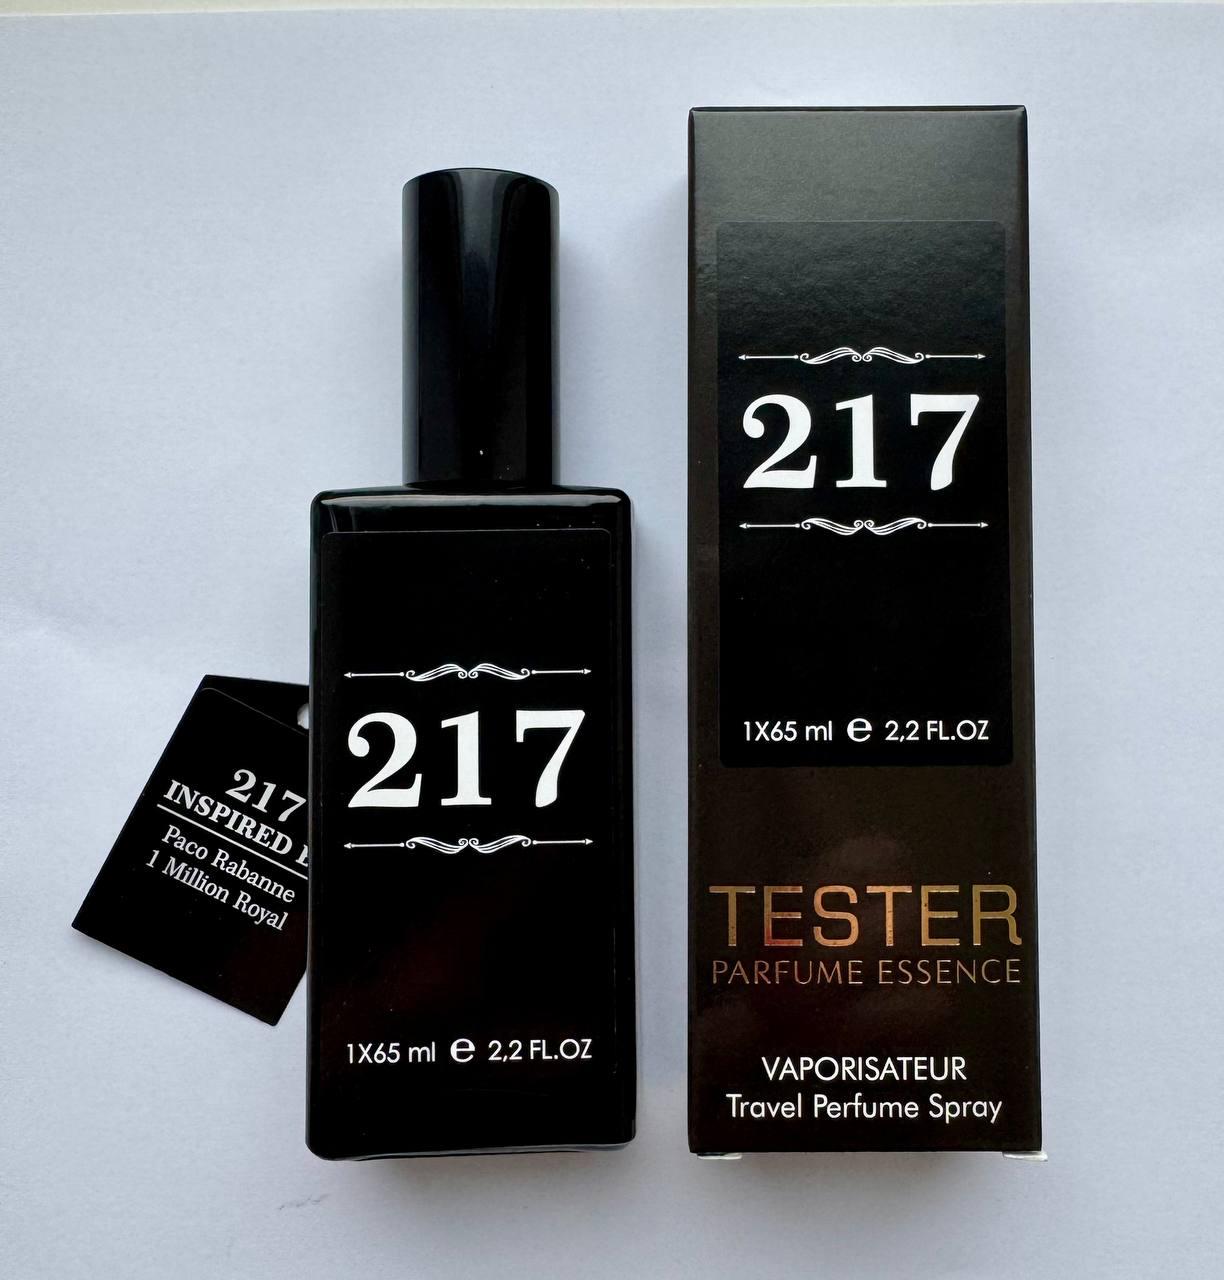 217
INSPIRED
Paco Rabanne
1 Million Royal
217
1X65 ml e 2,2 FL.OZ
217
1X65 ml e 2,2 FL.OZ
TESTER
PARFUME ESSENCE
VAPORISATEUR
Travel Perfume Spray